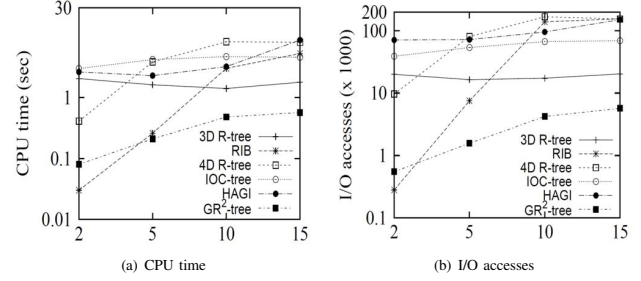 30
1
0.1
0.01
CPU time (sec)
3D R-tree
RIB
4D R-tree
IOC-tree
HAGI
GR²-tree
2 5 10 15
(a) CPU time
200
100
10
1
0.1
I/O accesses (x 1000)
3D R-tree
RIB
4D R-tree
IOC-tree
HAGI
GR²-tree
2 5 10 15
(b) I/O accesses